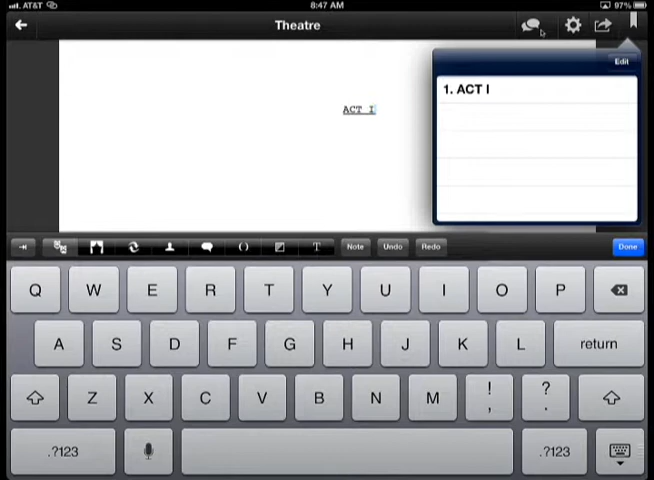 AT&T 8:47 AM 97%
Theatre
Edit
1. ACT I
ACT I
T Note Undo Redo Done
Q W E R T Y U I O P
A S D F G H J K L return
Z X C V B N M ! , ? .
.?123 .?123